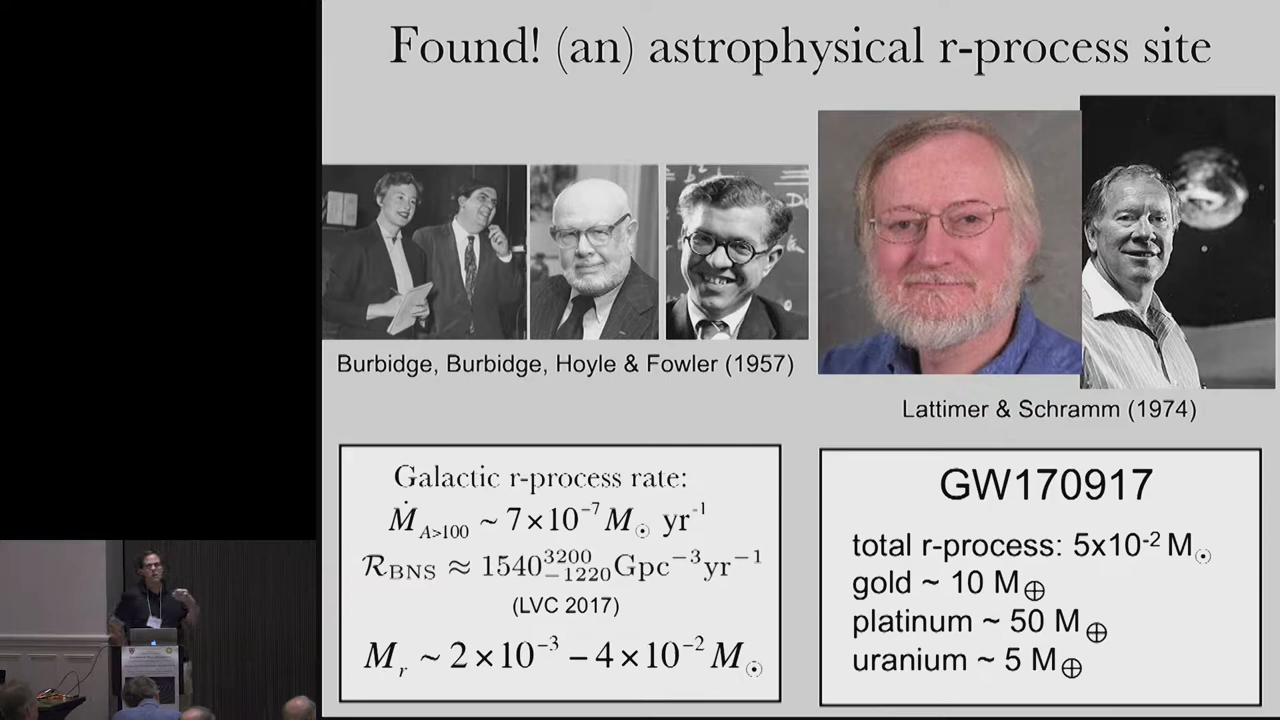 Found! (an) astrophysical r-process site
Burbidge, Burbidge, Hoyle & Fowler (1957)
Lattimer & Schramm (1974)
Galactic r-process rate:
Ṁ_A>100 ~ 7×10⁻⁷ M_☉ yr⁻¹
ℛ_BNS ≈ 1540^3200_−1220 Gpc⁻³yr⁻¹
(LVC 2017)
M_r ~ 2×10⁻³ − 4×10⁻² M_☉
GW170917
total r-process: 5x10⁻² M_☉
gold ~ 10 M_⊕
platinum ~ 50 M_⊕
uranium ~ 5 M_⊕